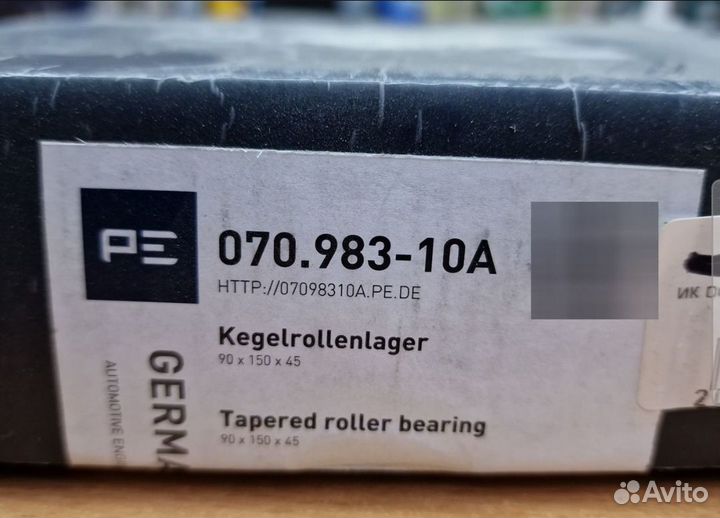 PE
070.983-10A
HTTP://07098310A.PE.DE
Kegelrollenlager
90 x 150 x 45
Tapered roller bearing
90 x 150 x 45
GERMA
AUTOMOTIVE ENG
ИК
2
Avito